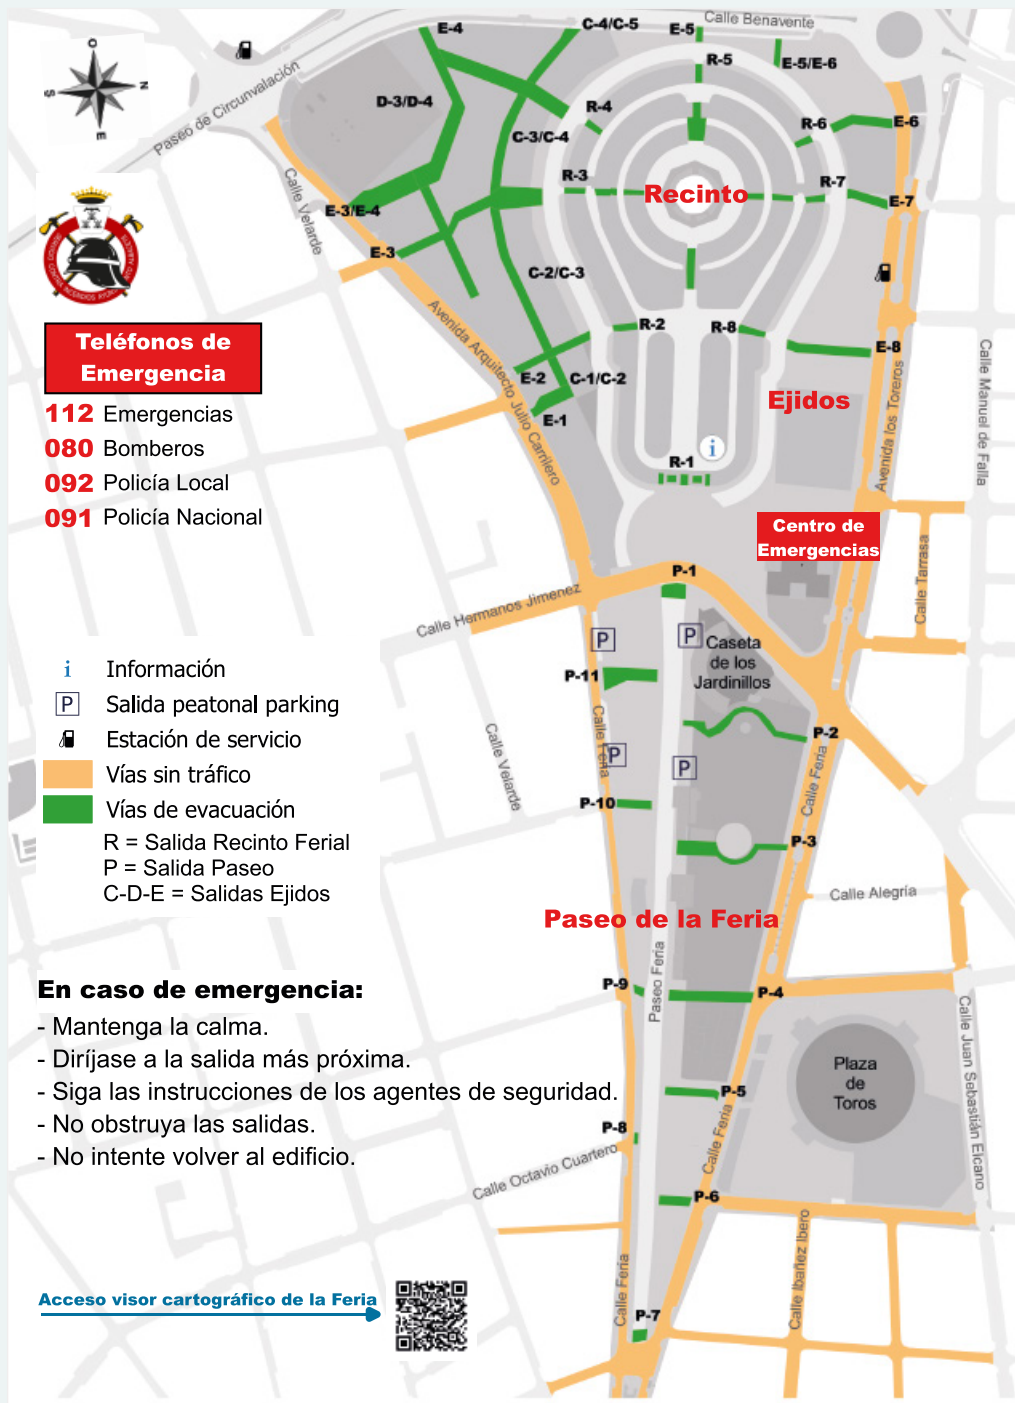 E-4
C-4/C-5
E-5
Calle Benavente
R-5
E-5/E-6
O
N
S
E
Paseo de Circunvalación
D-3/D-4
R-4
C-3/C-4
R-6
E-6
Calle Velarde
R-3
R-7
Recinto
E-3/E-4
E-7
E-3
C-2/C-3
Avenida Arquitecto Julio Carrilero
R-2
R-8
E-8
E-2
C-1/C-2
E-1
Ejidos
Avenida los Toreros
Calle Manuel de Falla
Teléfonos de
Emergencia
112 Emergencias
080 Bomberos
092 Policía Local
091 Policía Nacional
i
R-1
Centro de
Emergencias
Calle Tarrasa
P-1
Calle Hermanos Jimenez
P
P
Caseta
de los
Jardinillos
P-11
Calle Feria
Calle Velarde
P
P
P-2
Calle Feria
P-10
P-3
i Información
P Salida peatonal parking
Estación de servicio
Vías sin tráfico
Vías de evacuación
R = Salida Recinto Ferial
P = Salida Paseo
C-D-E = Salidas Ejidos
Calle Alegría
Paseo de la Feria
Paseo Feria
P-9
P-4
Calle Juan Sebastián Elcano
Plaza
de
Toros
En caso de emergencia:
- Mantenga la calma.
- Diríjase a la salida más próxima.
- Siga las instrucciones de los agentes de seguridad.
- No obstruya las salidas.
- No intente volver al edificio.
P-5
Calle Feria
P-8
Calle Octavio Cuartero
P-6
Calle Ibañez Ibero
Calle Feria
P-7
Acceso visor cartográfico de la Feria